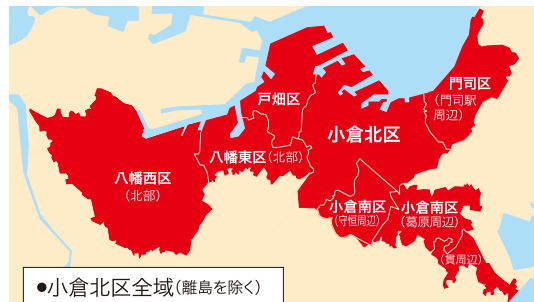 門司区
(門司駅
周辺)
戸畑区
小倉北区
八幡東区(北部)
八幡西区
(北部)
小倉南区
(守恒周辺)
小倉南区
(葛原周辺)
(貫周辺)
●小倉北区全域(離島を除く)